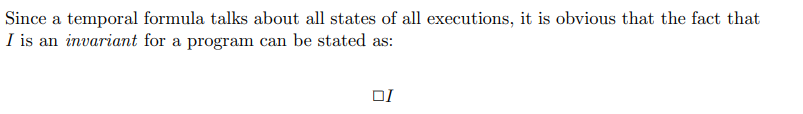 Since a temporal formula talks about all states of all executions, it is obvious that the fact that
I is an invariant for a program can be stated as:
□I